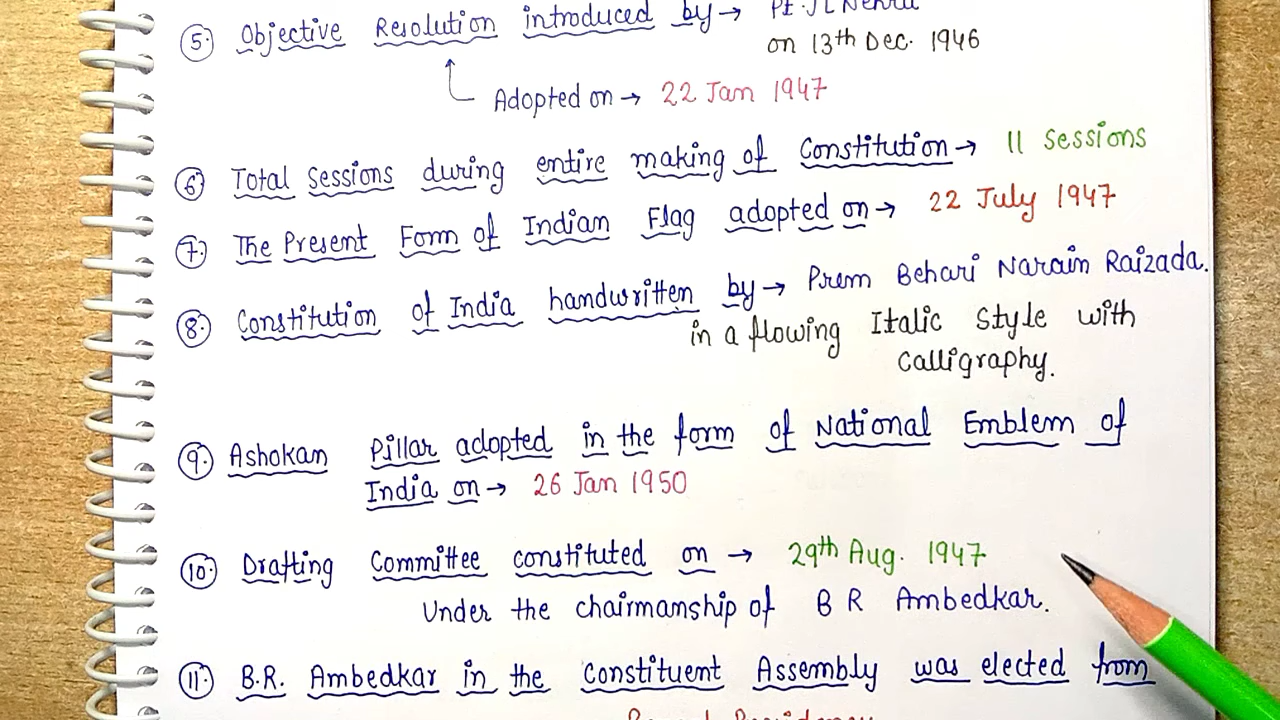 5. Objective Resolution introduced by → Pt. JL Nehru
on 13th Dec. 1946
Adopted on → 22 Jan 1947
6. Total Sessions during entire making of Constitution → 11 Sessions
7. The Present Form of Indian Flag adopted on → 22 July 1947
8. Constitution of India handwritten by → Prem Behari Narain Raizada.
in a flowing Italic Style with
Calligraphy.
9. Ashokan Pillar adopted in the form of National Emblem of
India on → 26 Jan 1950
10. Drafting Committee constituted on → 29th Aug. 1947
Under the chairmanship of B R Ambedkar.
11. B.R. Ambedkar in the Constituent Assembly was elected from